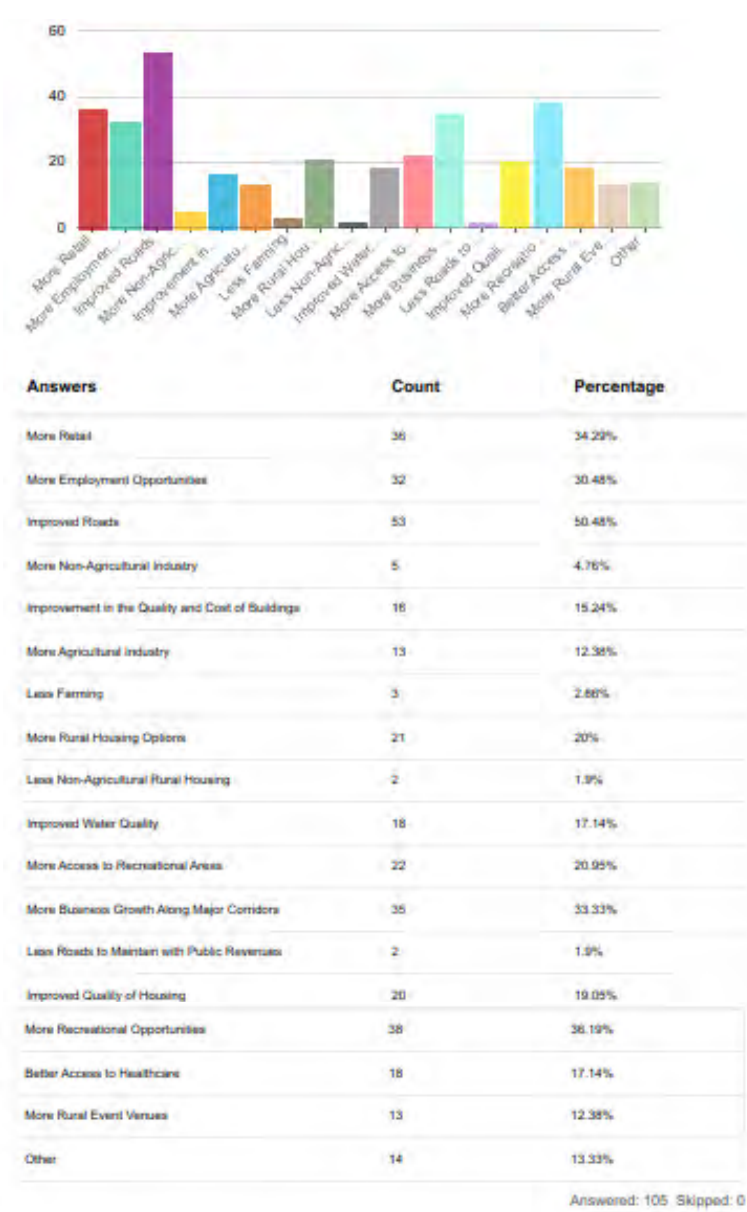 60
40
20
0
More Retail
More Employmen...
Improved Roads
More Non-Agric...
Improvement in...
More Agricultu...
Less Farming
More Rural Hou...
Less Non-Agric...
Improved Water...
More Access to...
More Business ...
Less Roads to ...
Improved Quali...
More Recreatio...
Better Access ...
More Rural Eve...
Other
Answers Count Percentage
More Retail 36 34.29%
More Employment Opportunities 32 30.48%
Improved Roads 53 50.48%
More Non-Agricultural Industry 5 4.76%
Improvement in the Quality and Cost of Buildings 16 15.24%
More Agricultural Industry 13 12.38%
Less Farming 3 2.86%
More Rural Housing Options 21 20%
Less Non-Agricultural Rural Housing 2 1.9%
Improved Water Quality 18 17.14%
More Access to Recreational Areas 22 20.95%
More Business Growth Along Major Corridors 35 33.33%
Less Roads to Maintain with Public Revenues 2 1.9%
Improved Quality of Housing 20 19.05%
More Recreational Opportunities 38 36.19%
Better Access to Healthcare 18 17.14%
More Rural Event Venues 13 12.38%
Other 14 13.33%
Answered: 105 Skipped: 0